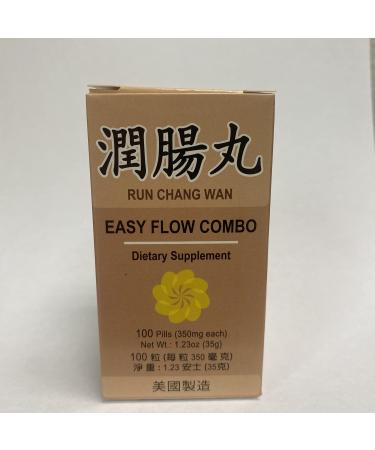 潤腸丸
RUN CHANG WAN
EASY FLOW COMBO
Dietary Supplement
100 Pills (350mg each)
Net Wt.: 1.23oz (35g)
100 粒 (每粒 350 毫克)
淨重: 1.23 安士 (35克)
美國製造